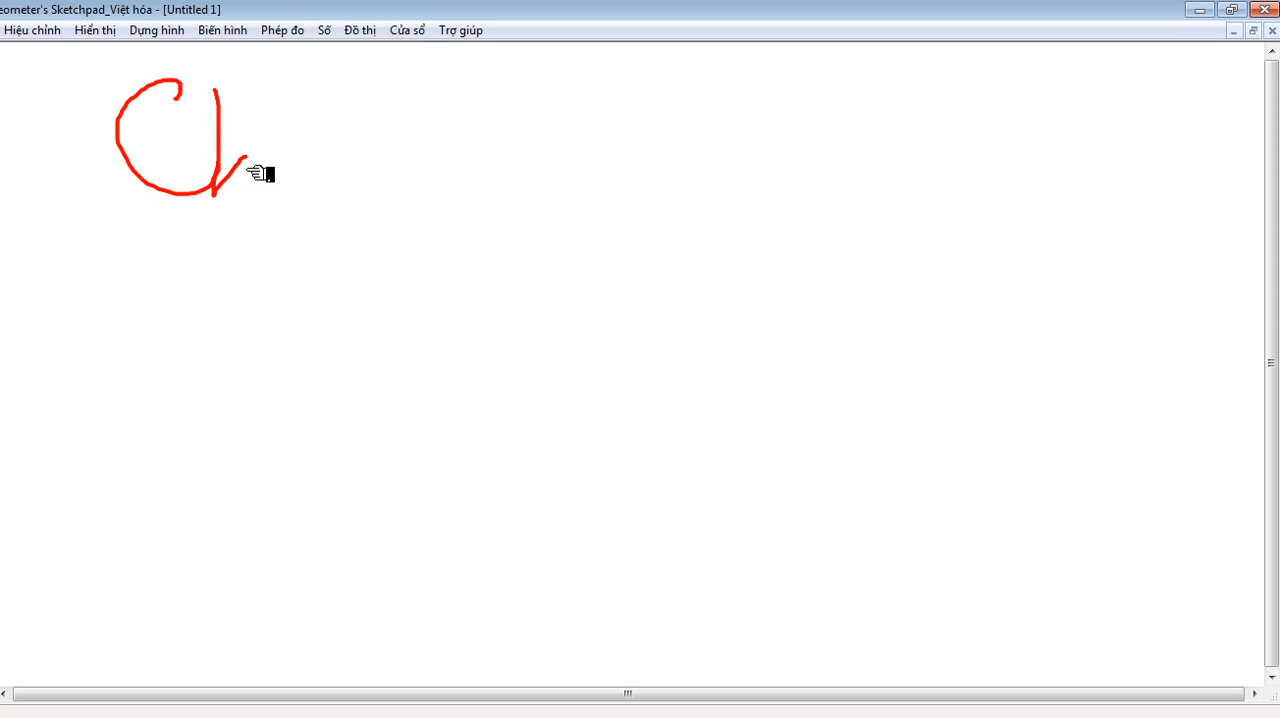 eometer's Sketchpad_Việt hóa - [Untitled 1]
Hiệu chỉnh Hiển thị Dựng hình Biến hình Phép đo Số Đồ thị Cửa sổ Trợ giúp
a